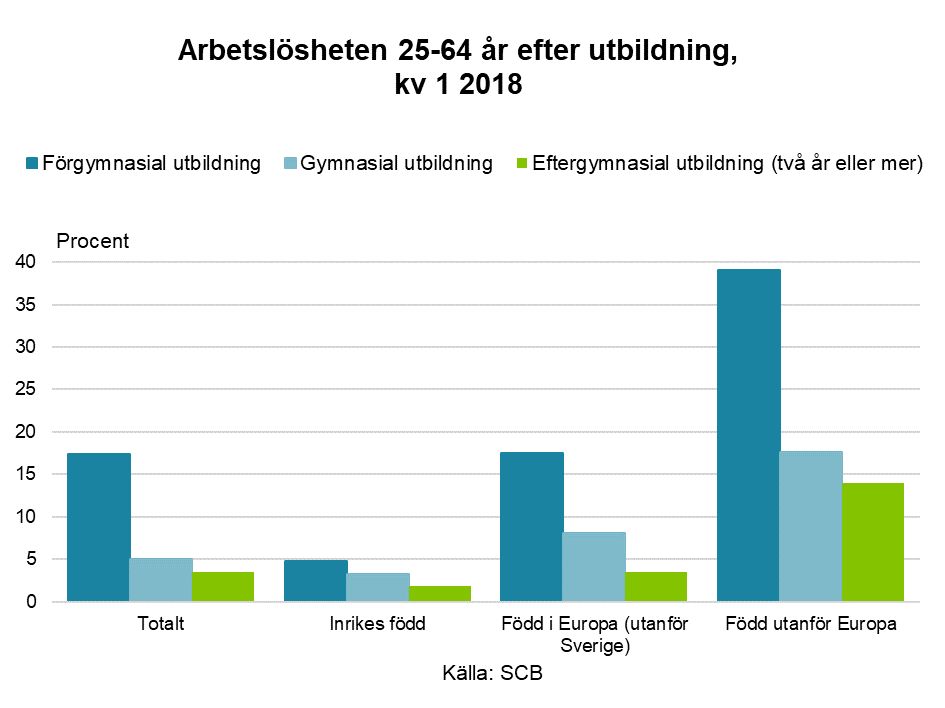 Arbetslösheten 25-64 år efter utbildning,
kv 1 2018
Förgymnasial utbildning Gymnasial utbildning Eftergymnasial utbildning (två år eller mer)
Procent
40
35
30
25
20
15
10
5
0
Totalt Inrikes född Född i Europa (utanför Född utanför Europa
Sverige)
Källa: SCB